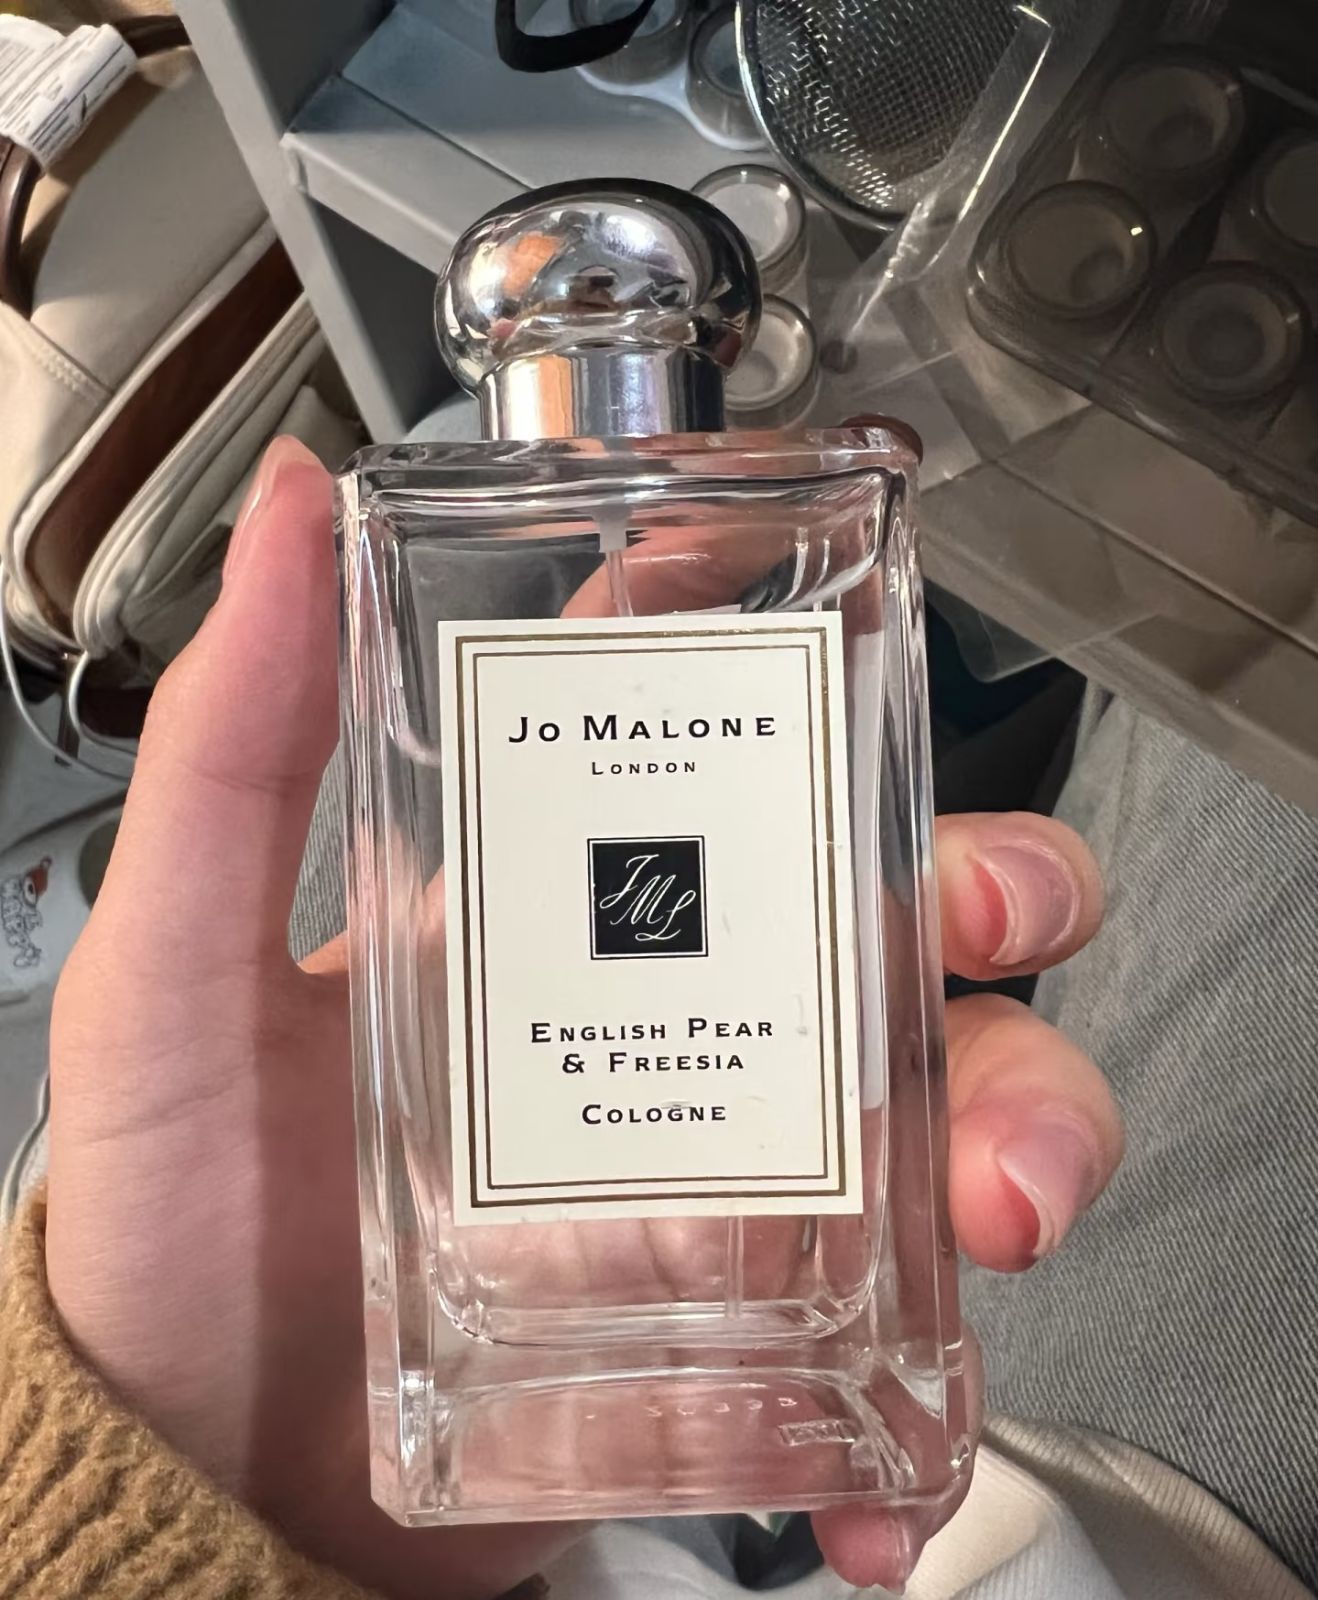 Jo Malone
London
JML
English Pear
& Freesia
Cologne